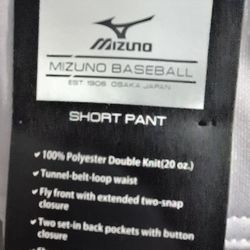 MIZUNO
MIZUNO BASEBALL
EST. 1906 OSAKA JAPAN
SHORT PANT
✓ 100% Polyester Double Knit(20 oz.)
✓ Tunnel-belt-loop waist
✓ Fly front with extended two-snap
closure
✓ Two set-in back pockets with button
closure